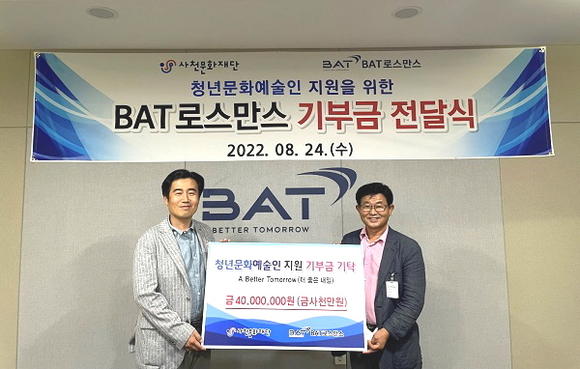 사천문화재단 BAT BAT로스만스
청년문화예술인 지원을 위한
BAT로스만스 기부금 전달식
2022. 08. 24.(수)
BAT
BETTER TOMORROW
청년문화예술인 지원 기부금 기탁
A Better Tomorrow(더 좋은 내일)
금 40,000,000원 (금사천만원)
사천문화재단 BAT BAT로스만스